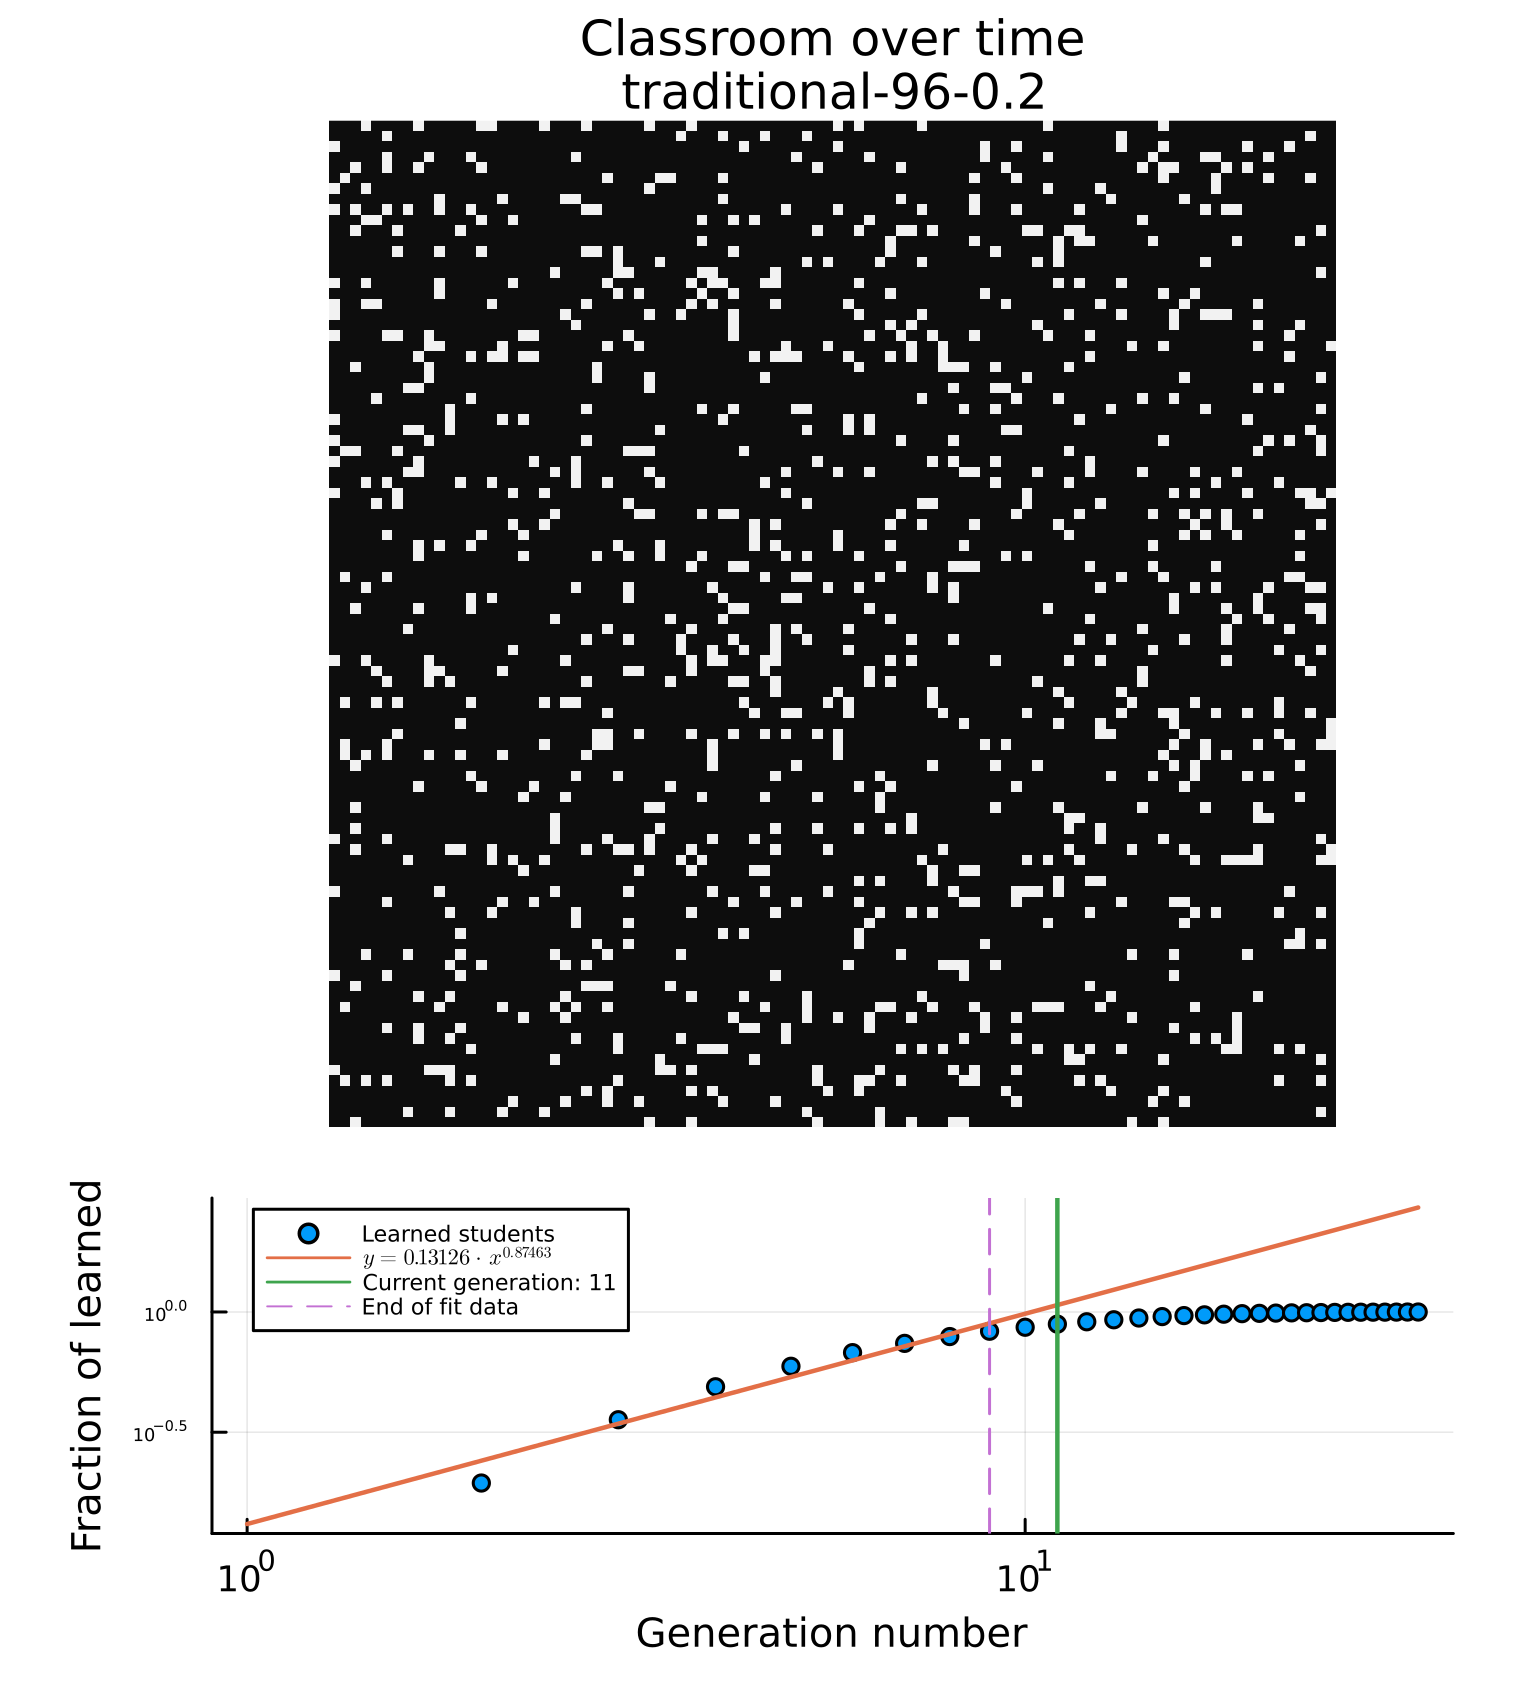 Classroom over time
traditional-96-0.2
Fraction of learned
Learned students
y = 0.13126 · x^0.87463
Current generation: 11
End of fit data
10^0.0
10^−0.5
10^0
10^1
Generation number